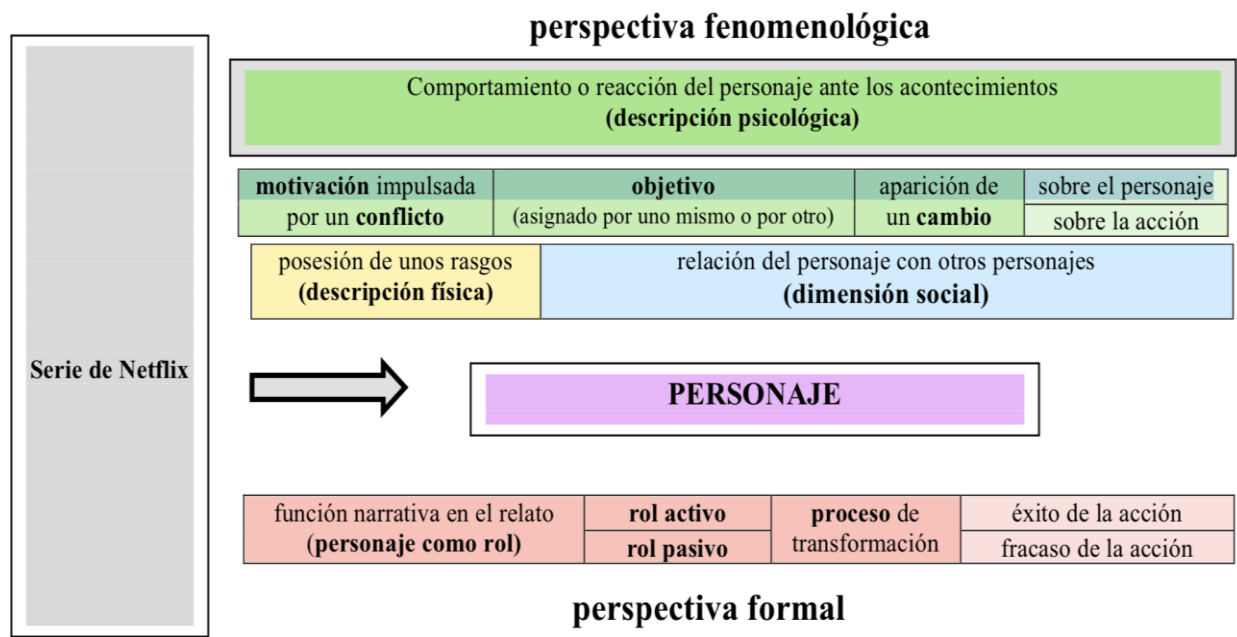 perspectiva fenomenológica
Comportamiento o reacción del personaje ante los acontecimientos
(descripción psicológica)
motivación impulsada
por un conflicto
objetivo
(asignado por uno mismo o por otro)
aparición de
un cambio
sobre el personaje
sobre la acción
posesión de unos rasgos
(descripción física)
relación del personaje con otros personajes
(dimensión social)
Serie de Netflix
PERSONAJE
función narrativa en el relato
(personaje como rol)
rol activo
rol pasivo
proceso de
transformación
éxito de la acción
fracaso de la acción
perspectiva formal